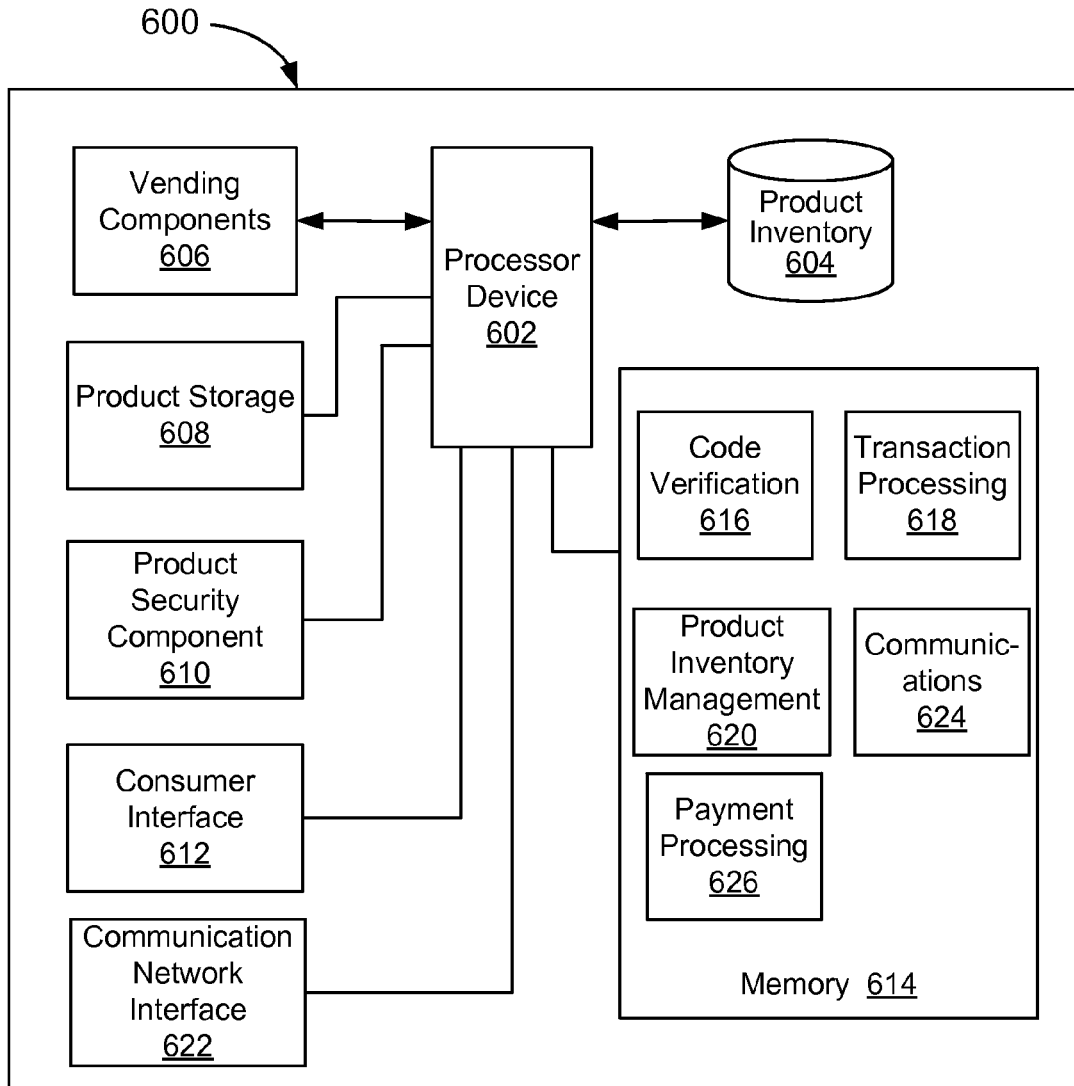 600
Vending
Components
606
Processor
Device
602
Product
Inventory
604
Product Storage
608
Product
Security
Component
610
Consumer
Interface
612
Communication
Network
Interface
622
Code
Verification
616
Transaction
Processing
618
Product
Inventory
Management
620
Communic-
ations
624
Payment
Processing
626
Memory 614